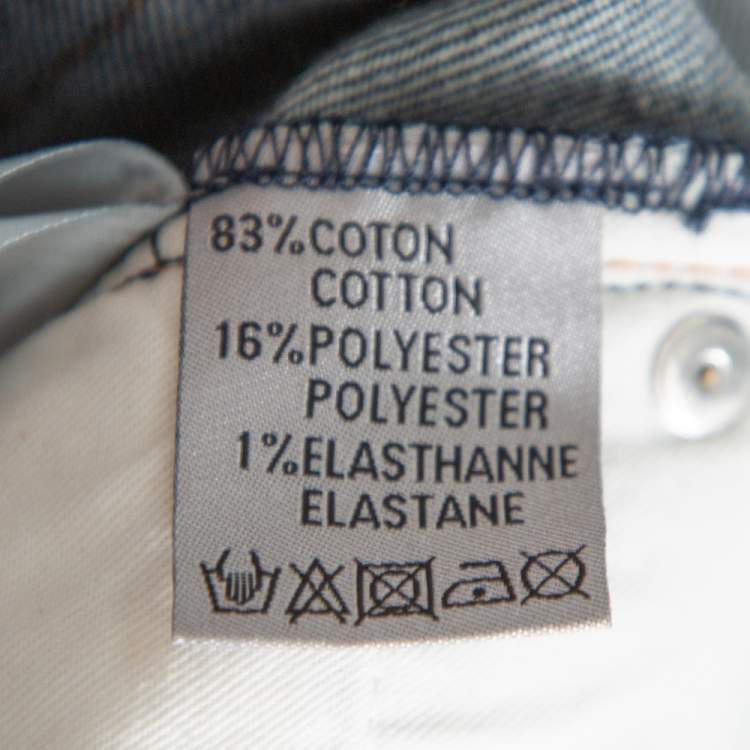 83%COTON
COTTON
16%POLYESTER
POLYESTER
1%ELASTHANNE
ELASTANE